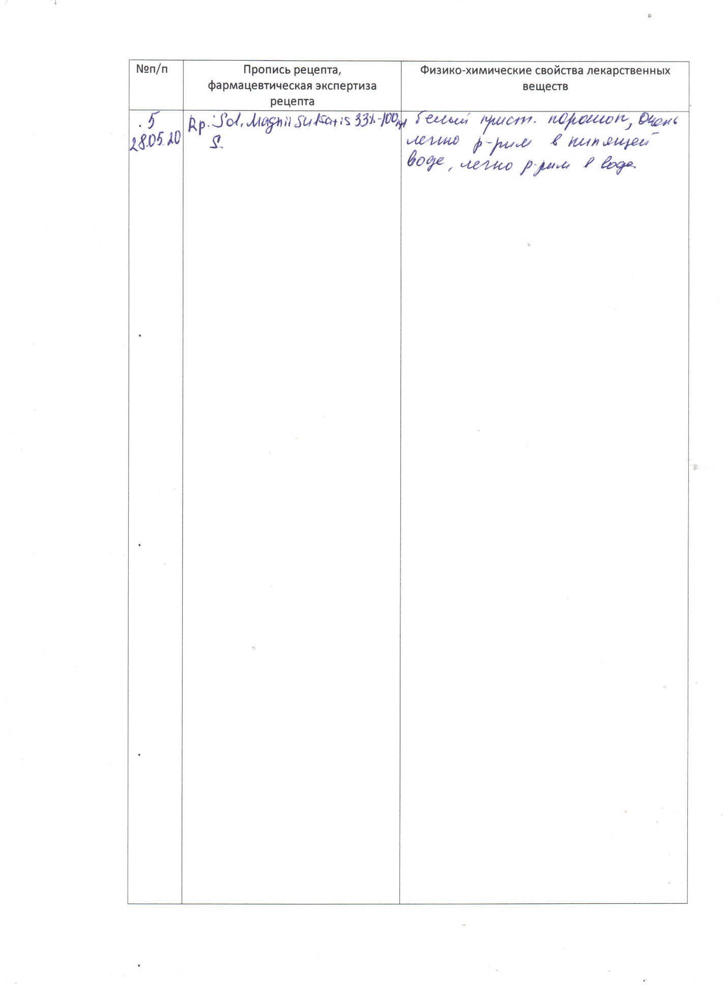 №п/п
Пропись рецепта,
фармацевтическая экспертиза
рецепта
Физико-химические свойства лекарственных
веществ
5
28.05.20
Rp.: Sol. Magnii Sulfatis 33%-100мл
S.
белый крист. порошок, очень
легко р-рим в кипящей
воде, легко р-рим в воде